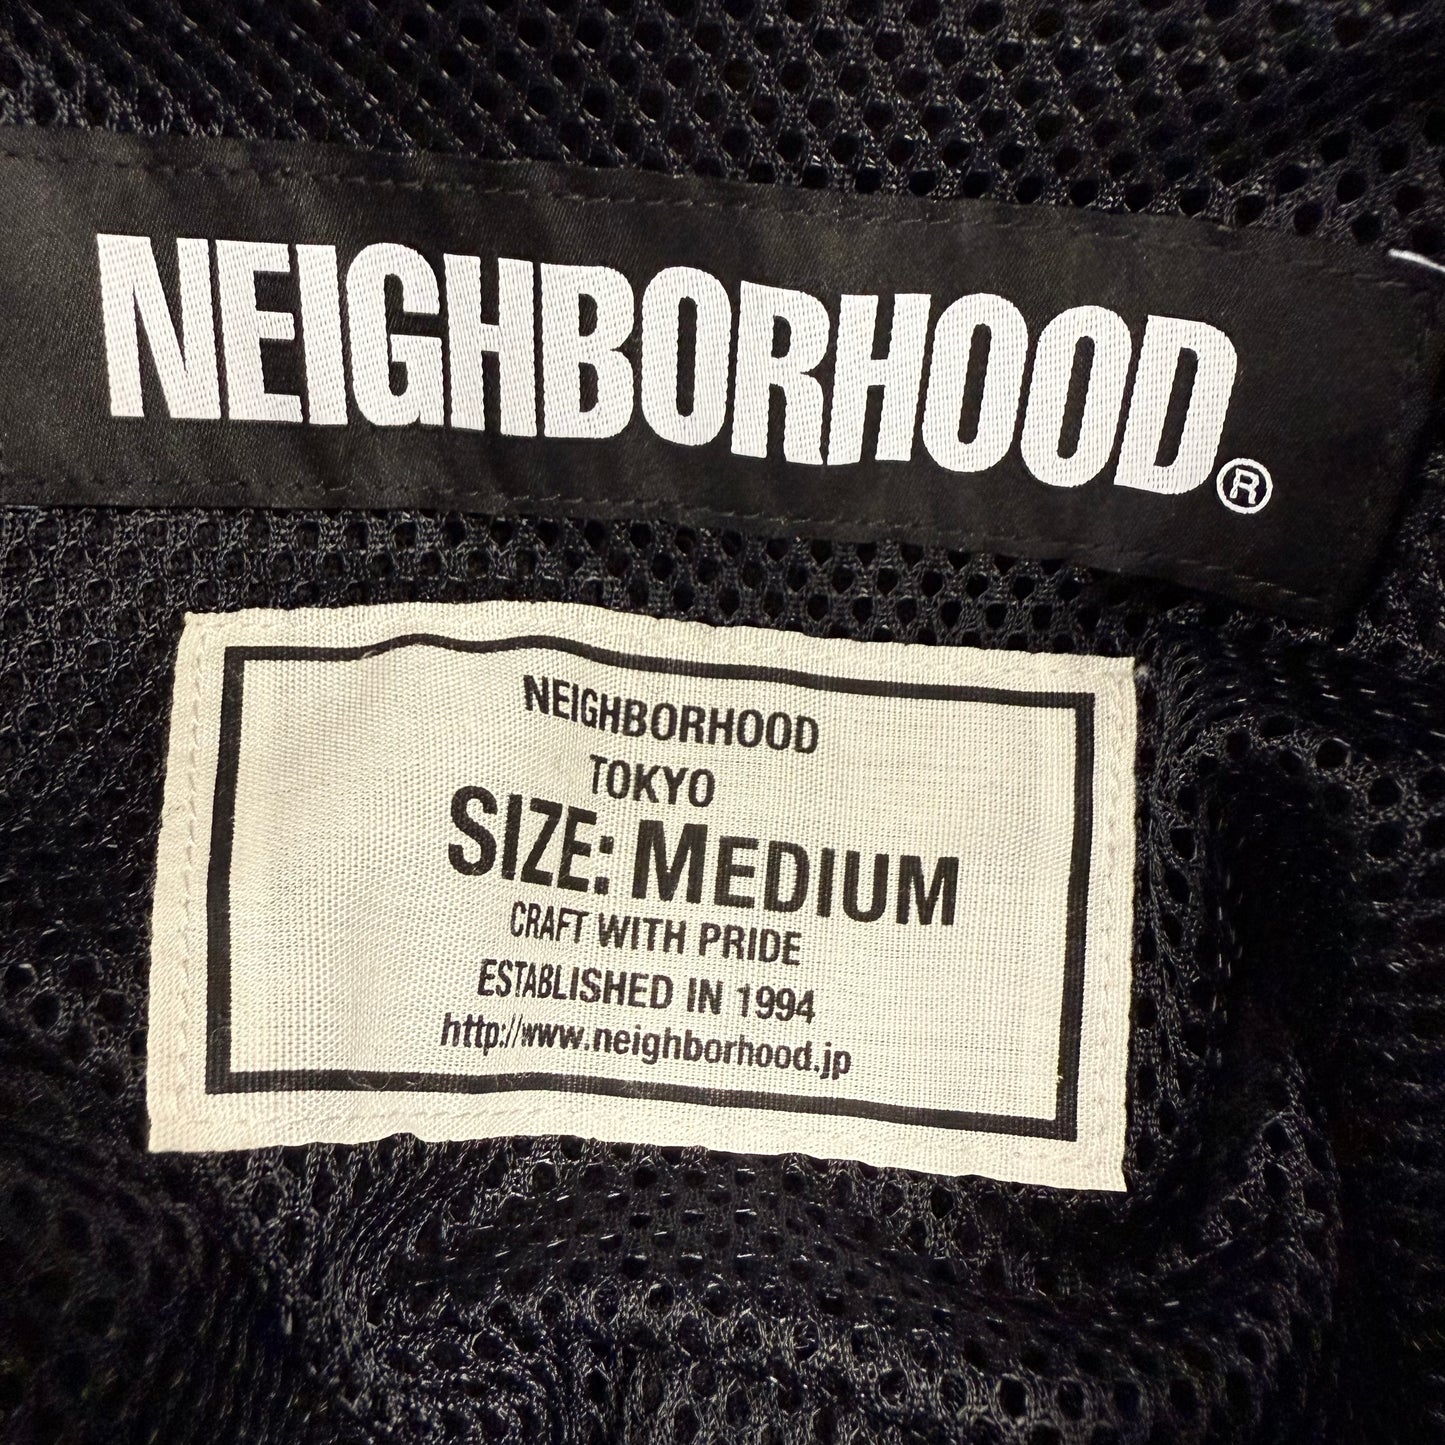 NEIGHBORHOOD®
NEIGHBORHOOD
TOKYO
SIZE: MEDIUM
CRAFT WITH PRIDE
ESTABLISHED IN 1994
http://www.neighborhood.jp